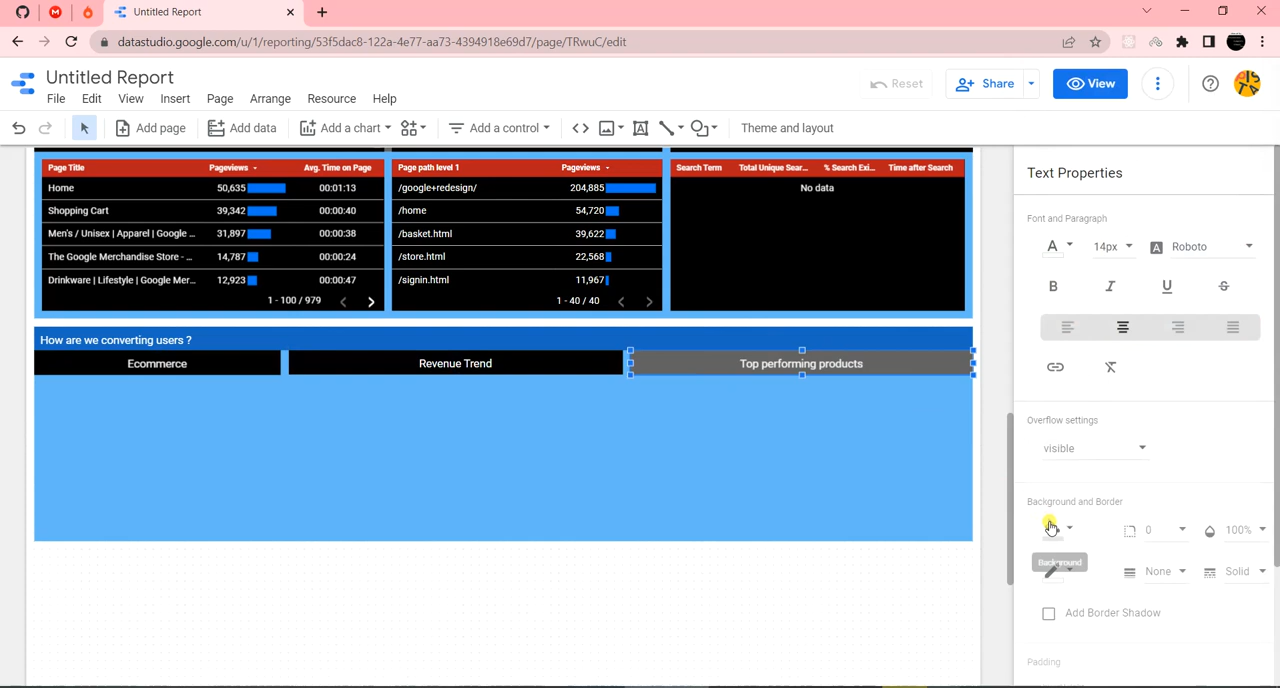 Untitled Report
datastudio.google.com/u/1/reporting/53f5dac8-122a-4e77-aa73-4394918e69d7/page/TRwuC/edit
Untitled Report
File Edit View Insert Page Arrange Resource Help
Reset
Share
View
Add page
Add data
Add a chart
Add a control
Theme and layout
Page Title Pageviews Avg. Time on Page
Home 50,635 00:01:13
Shopping Cart 39,342 00:00:40
Men's / Unisex | Apparel | Google ... 31,897 00:00:38
The Google Merchandise Store - ... 14,787 00:00:24
Drinkware | Lifestyle | Google Mer... 12,923 00:00:47
1 - 100 / 979
Page path level 1 Pageviews
/google+redesign/ 204,885
/home 54,720
/basket.html 39,622
/store.html 22,568
/signin.html 11,967
1 - 40 / 40
Search Term Total Unique Sear... % Search Exi... Time after Search
No data
How are we converting users ?
Ecommerce
Revenue Trend
Top performing products
Text Properties
Font and Paragraph
A 14px A Roboto
B I U S
Overflow settings
visible
Background and Border
0 100%
Background
None Solid
Add Border Shadow
Padding